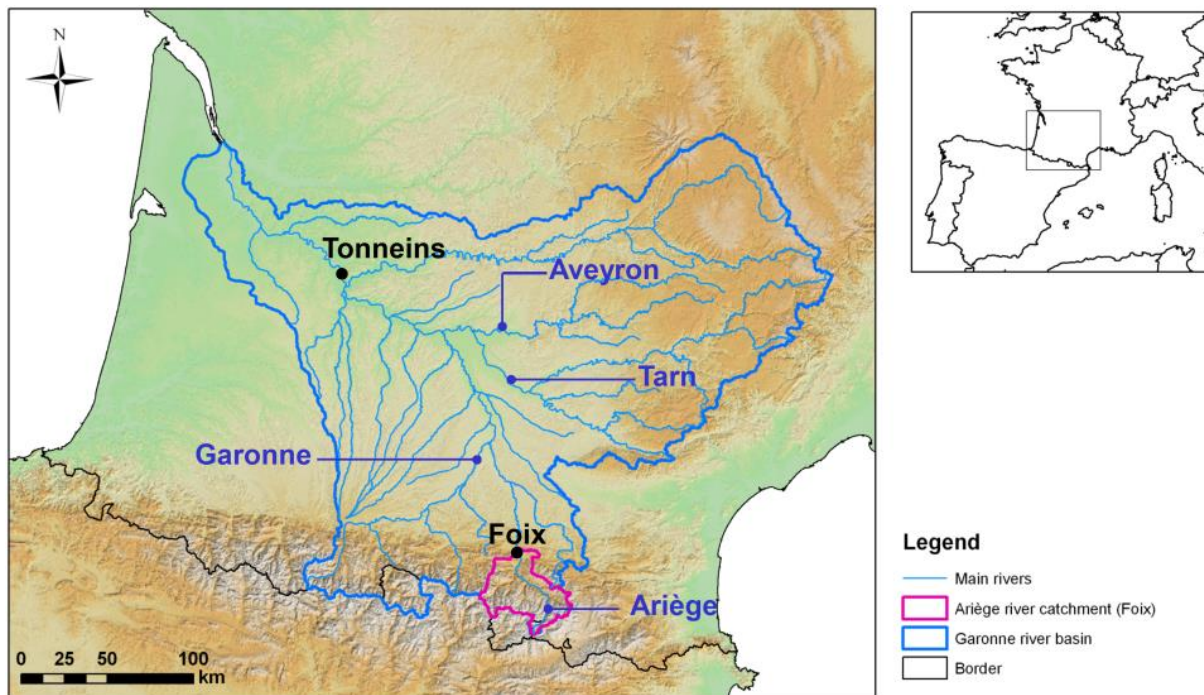 N
Tonneins
Aveyron
Tarn
Garonne
Foix
Ariège
0 25 50 100
km
Legend
Main rivers
Ariège river catchment (Foix)
Garonne river basin
Border